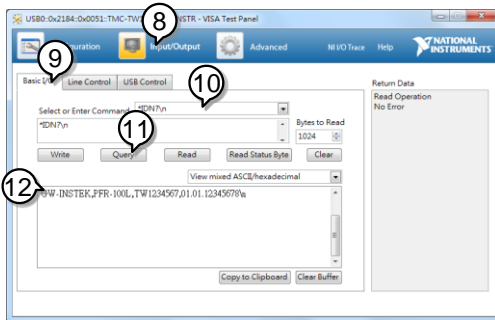 USB0::0x2184::0x0051::TMC-TW INSTR - VISA Test Panel
8
Input/Output
Advanced
NI I/O Trace
Help
NATIONAL
INSTRUMENTS
9
Basic I/O
Line Control
USB Control
10
Return Data
Read Operation
No Error
Select or Enter Command
*IDN?\n
Bytes to Read
*IDN?\n
1024
11
Write
Query
Read
Read Status Byte
Clear
View mixed ASCII/hexadecimal
12
GW-INSTEK,PFR-100L,TW1234567,01.01.12345678\n
Copy to Clipboard
Clear Buffer